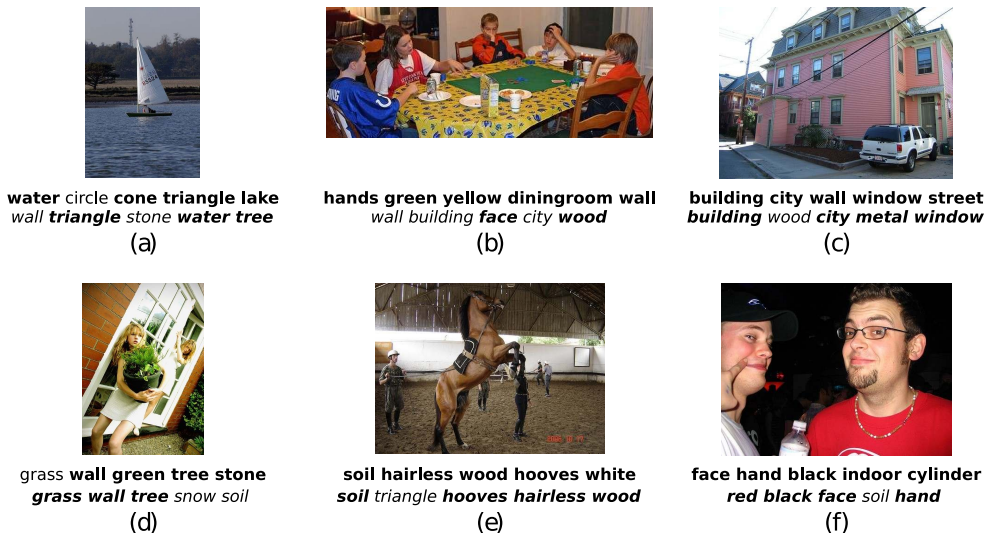 water circle cone triangle lake
wall triangle stone water tree
(a)
hands green yellow diningroom wall
wall building face city wood
(b)
building city wall window street
building wood city metal window
(c)
grass wall green tree stone
grass wall tree snow soil
(d)
soil hairless wood hooves white
soil triangle hooves hairless wood
(e)
face hand black indoor cylinder
red black face soil hand
(f)